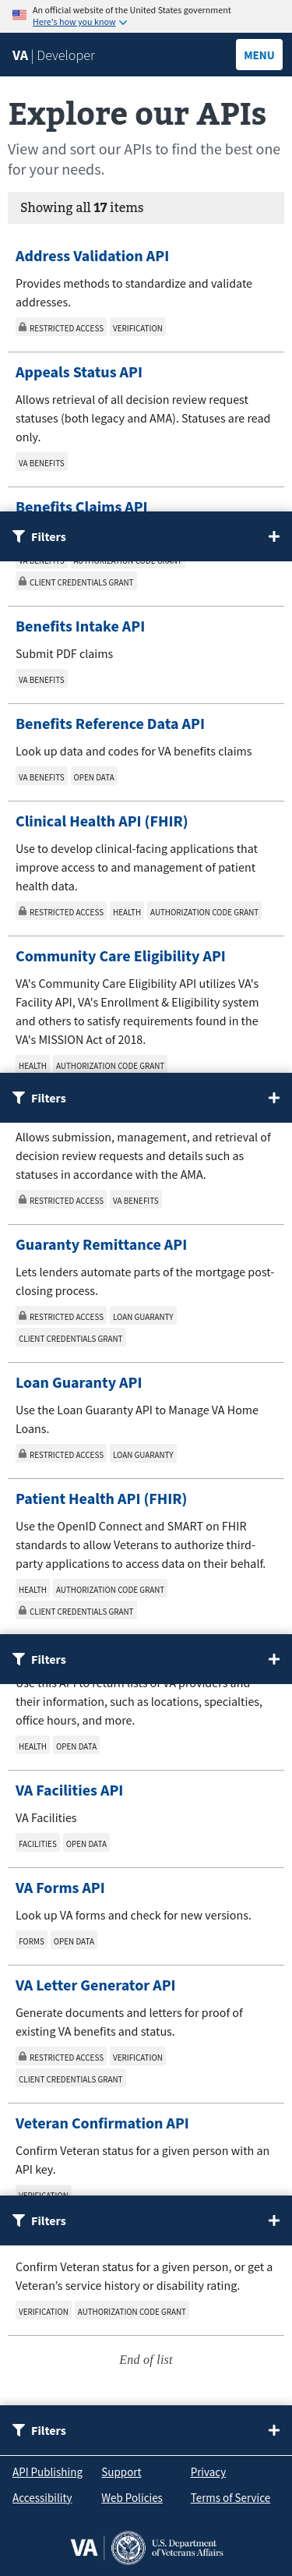 An official website of the United States government
Here's how you know
VA | Developer
MENU
Explore our APIs
View and sort our APIs to find the best one
for your needs.
Showing all 17 items
Address Validation API
Provides methods to standardize and validate
addresses.
RESTRICTED ACCESS VERIFICATION
Appeals Status API
Allows retrieval of all decision review request
statuses (both legacy and AMA). Statuses are read
only.
VA BENEFITS
Benefits Claims API
Filters
VA BENEFITS AUTHORIZATION CODE GRANT
CLIENT CREDENTIALS GRANT
Benefits Intake API
Submit PDF claims
VA BENEFITS
Benefits Reference Data API
Look up data and codes for VA benefits claims
VA BENEFITS OPEN DATA
Clinical Health API (FHIR)
Use to develop clinical-facing applications that
improve access to and management of patient
health data.
RESTRICTED ACCESS HEALTH AUTHORIZATION CODE GRANT
Community Care Eligibility API
VA's Community Care Eligibility API utilizes VA's
Facility API, VA's Enrollment & Eligibility system
and others to satisfy requirements found in the
VA's MISSION Act of 2018.
HEALTH AUTHORIZATION CODE GRANT
Filters
Allows submission, management, and retrieval of
decision review requests and details such as
statuses in accordance with the AMA.
RESTRICTED ACCESS VA BENEFITS
Guaranty Remittance API
Lets lenders automate parts of the mortgage post-
closing process.
RESTRICTED ACCESS LOAN GUARANTY
CLIENT CREDENTIALS GRANT
Loan Guaranty API
Use the Loan Guaranty API to Manage VA Home
Loans.
RESTRICTED ACCESS LOAN GUARANTY
Patient Health API (FHIR)
Use the OpenID Connect and SMART on FHIR
standards to allow Veterans to authorize third-
party applications to access data on their behalf.
HEALTH AUTHORIZATION CODE GRANT
CLIENT CREDENTIALS GRANT
Filters
Use this API to return lists of VA providers and
their information, such as locations, specialties,
office hours, and more.
HEALTH OPEN DATA
VA Facilities API
VA Facilities
FACILITIES OPEN DATA
VA Forms API
Look up VA forms and check for new versions.
FORMS OPEN DATA
VA Letter Generator API
Generate documents and letters for proof of
existing VA benefits and status.
RESTRICTED ACCESS VERIFICATION
CLIENT CREDENTIALS GRANT
Veteran Confirmation API
Confirm Veteran status for a given person with an
API key.
VERIFICATION
Filters
Confirm Veteran status for a given person, or get a
Veteran's service history or disability rating.
VERIFICATION AUTHORIZATION CODE GRANT
End of list
Filters
API Publishing Support Privacy
Accessibility Web Policies Terms of Service
VA U.S. Department
of Veterans Affairs